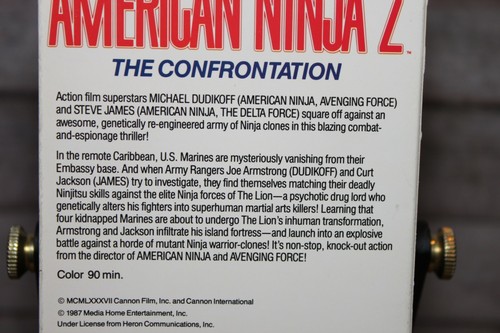 AMERICAN NINJA 2™
THE CONFRONTATION
Action film superstars MICHAEL DUDIKOFF (AMERICAN NINJA, AVENGING FORCE)
and STEVE JAMES (AMERICAN NINJA, THE DELTA FORCE) square off against an
awesome, genetically re-engineered army of Ninja clones in this blazing combat-
and-espionage thriller!
In the remote Caribbean, U.S. Marines are mysteriously vanishing from their
Embassy base. And when Army Rangers Joe Armstrong (DUDIKOFF) and Curt
Jackson (JAMES) try to investigate, they find themselves matching their deadly
Ninjitsu skills against the elite Ninja forces of The Lion—a psychotic drug lord who
genetically alters his fighters into superhuman martial arts killers! Learning that
four kidnapped Marines are about to undergo The Lion's inhuman transformation,
Armstrong and Jackson infiltrate his island fortress—and launch into an explosive
battle against a horde of mutant Ninja warrior-clones! It's non-stop, knock-out action
from the director of AMERICAN NINJA and AVENGING FORCE!
Color 90 min.
© MCMLXXXVII Cannon Film, Inc. and Cannon International
© 1987 Media Home Entertainment, Inc.
Under License from Heron Communications, Inc.